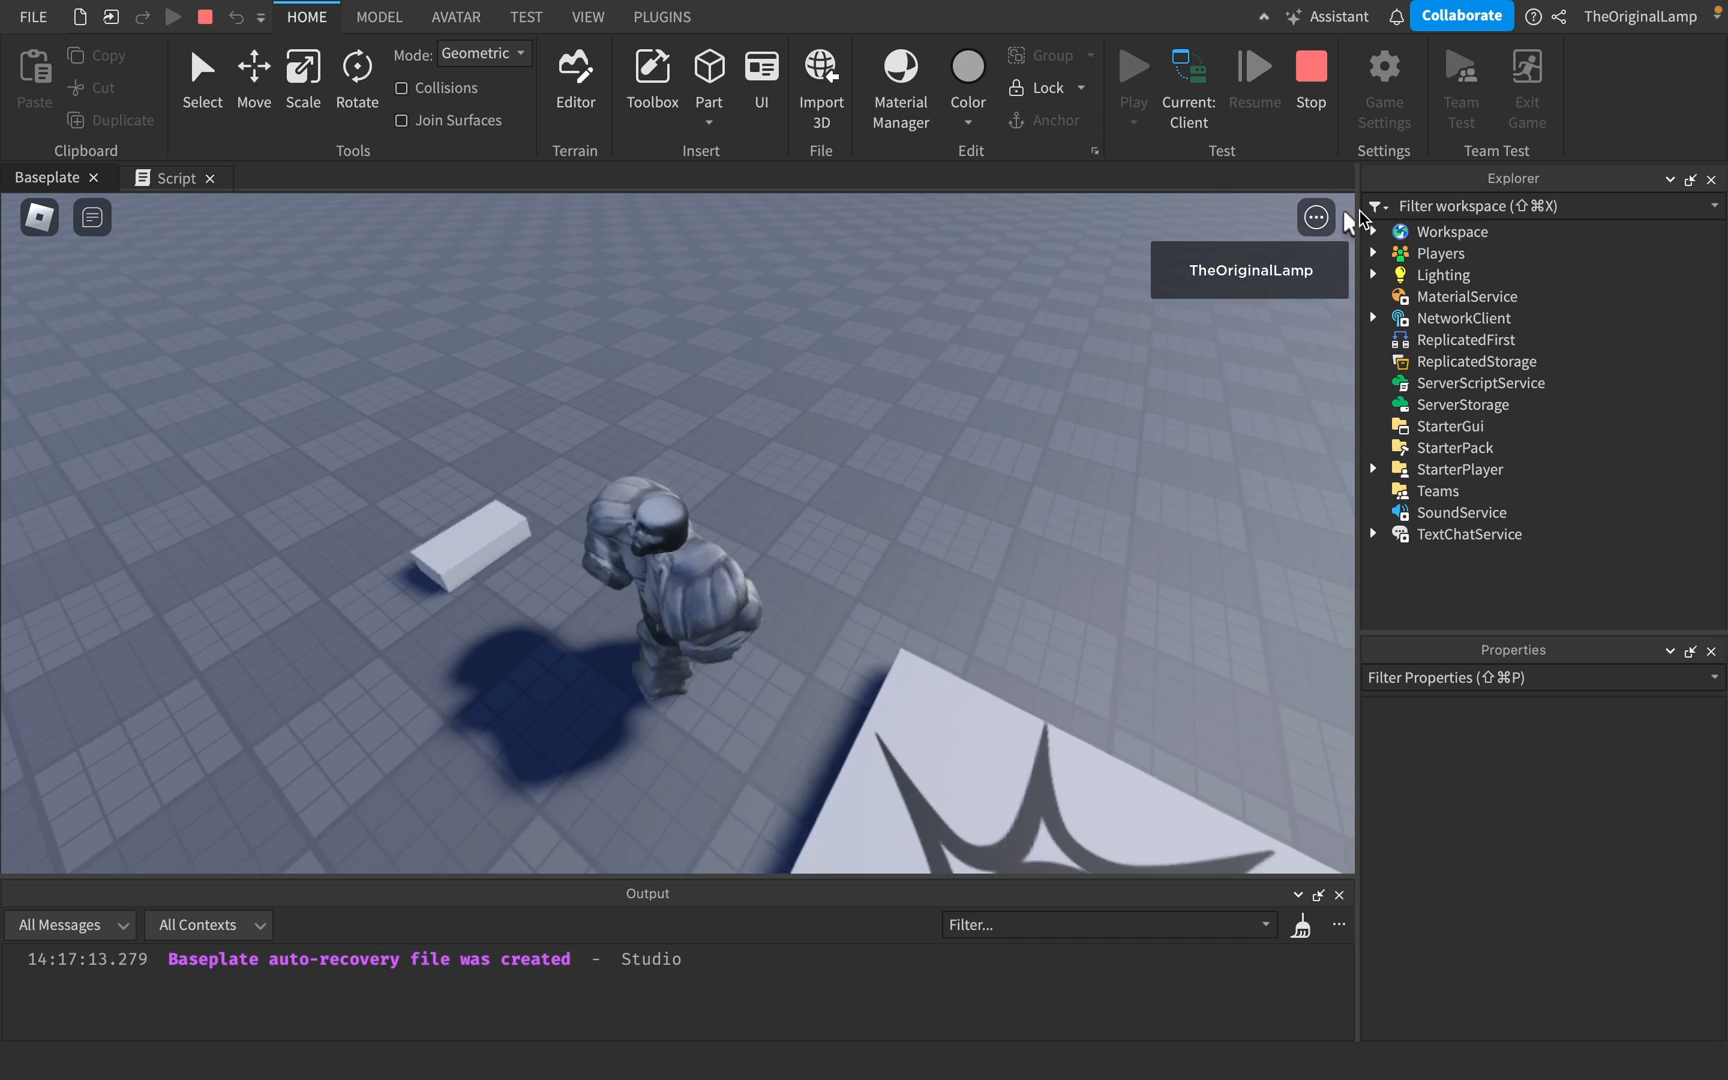 FILE
HOME
MODEL
AVATAR
TEST
VIEW
PLUGINS
Assistant
Collaborate
TheOriginalLamp
Paste
Copy
Cut
Duplicate
Clipboard
Select
Move
Scale
Rotate
Mode: Geometric
Collisions
Join Surfaces
Tools
Editor
Terrain
Toolbox
Part
UI
Insert
Import
3D
File
Material
Manager
Color
Group
Lock
Anchor
Edit
Play
Current:
Client
Resume
Stop
Test
Game
Settings
Settings
Team
Test
Exit
Game
Team Test
Baseplate
Script
TheOriginalLamp
Explorer
Filter workspace (⇧⌘X)
Workspace
Players
Lighting
MaterialService
NetworkClient
ReplicatedFirst
ReplicatedStorage
ServerScriptService
ServerStorage
StarterGui
StarterPack
StarterPlayer
Teams
SoundService
TextChatService
Properties
Filter Properties (⇧⌘P)
Output
All Messages
All Contexts
Filter...
14:17:13.279 Baseplate auto-recovery file was created - Studio